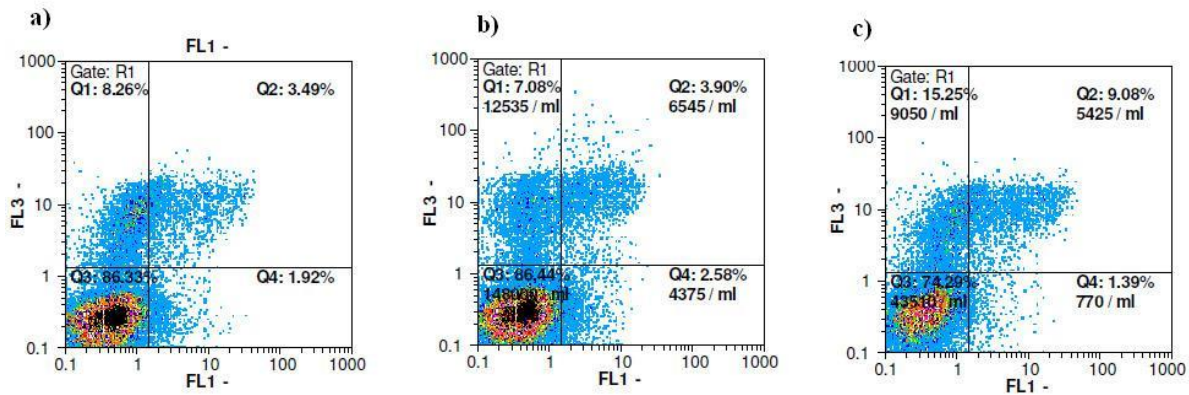 a)
FL1 -
1000
Gate: R1
Q1: 8.26%
Q2: 3.49%
100
FL3 -
10
1
Q3: 86.33%
Q4: 1.92%
0.1
0.1 1 10 100 1000
FL1 -
b)
1000
Gate: R1
Q1: 7.08%
12535 / ml
Q2: 3.90%
6545 / ml
100
FL3 -
10
1
Q3: 86.44%
Q4: 2.58%
4375 / ml
0.1
0.1 1 10 100 1000
FL1 -
c)
1000
Gate: R1
Q1: 15.25%
9050 / ml
Q2: 9.08%
5425 / ml
100
FL3 -
10
1
Q3: 74.29%
43510 / ml
Q4: 1.39%
770 / ml
0.1
0.1 1 10 100 1000
FL1 -